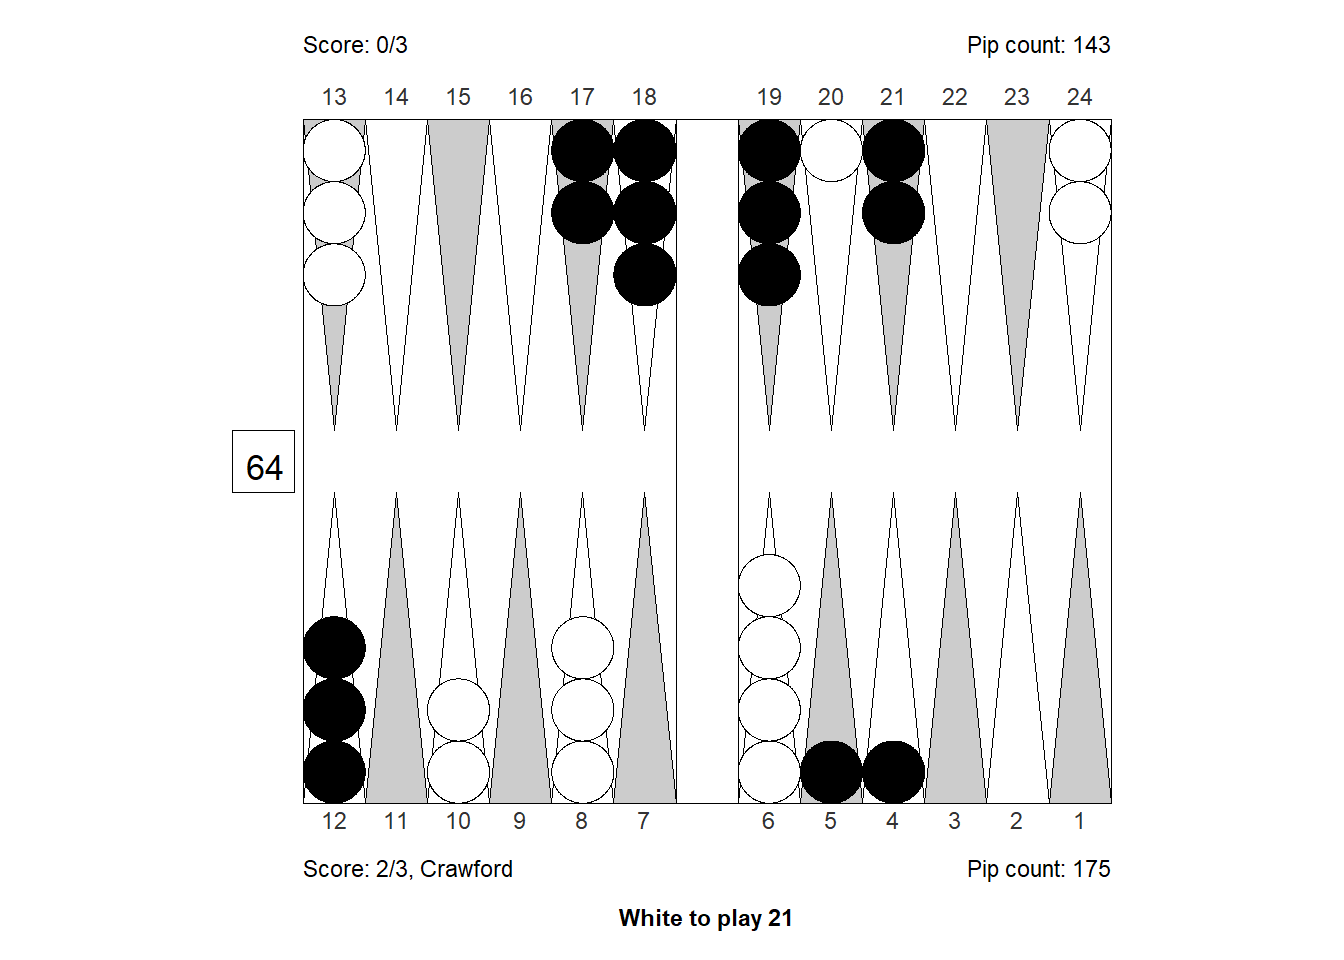 Score: 0/3 Pip count: 143
13 14 15 16 17 18 19 20 21 22 23 24
64
12 11 10 9 8 7 6 5 4 3 2 1
Score: 2/3, Crawford Pip count: 175
White to play 21